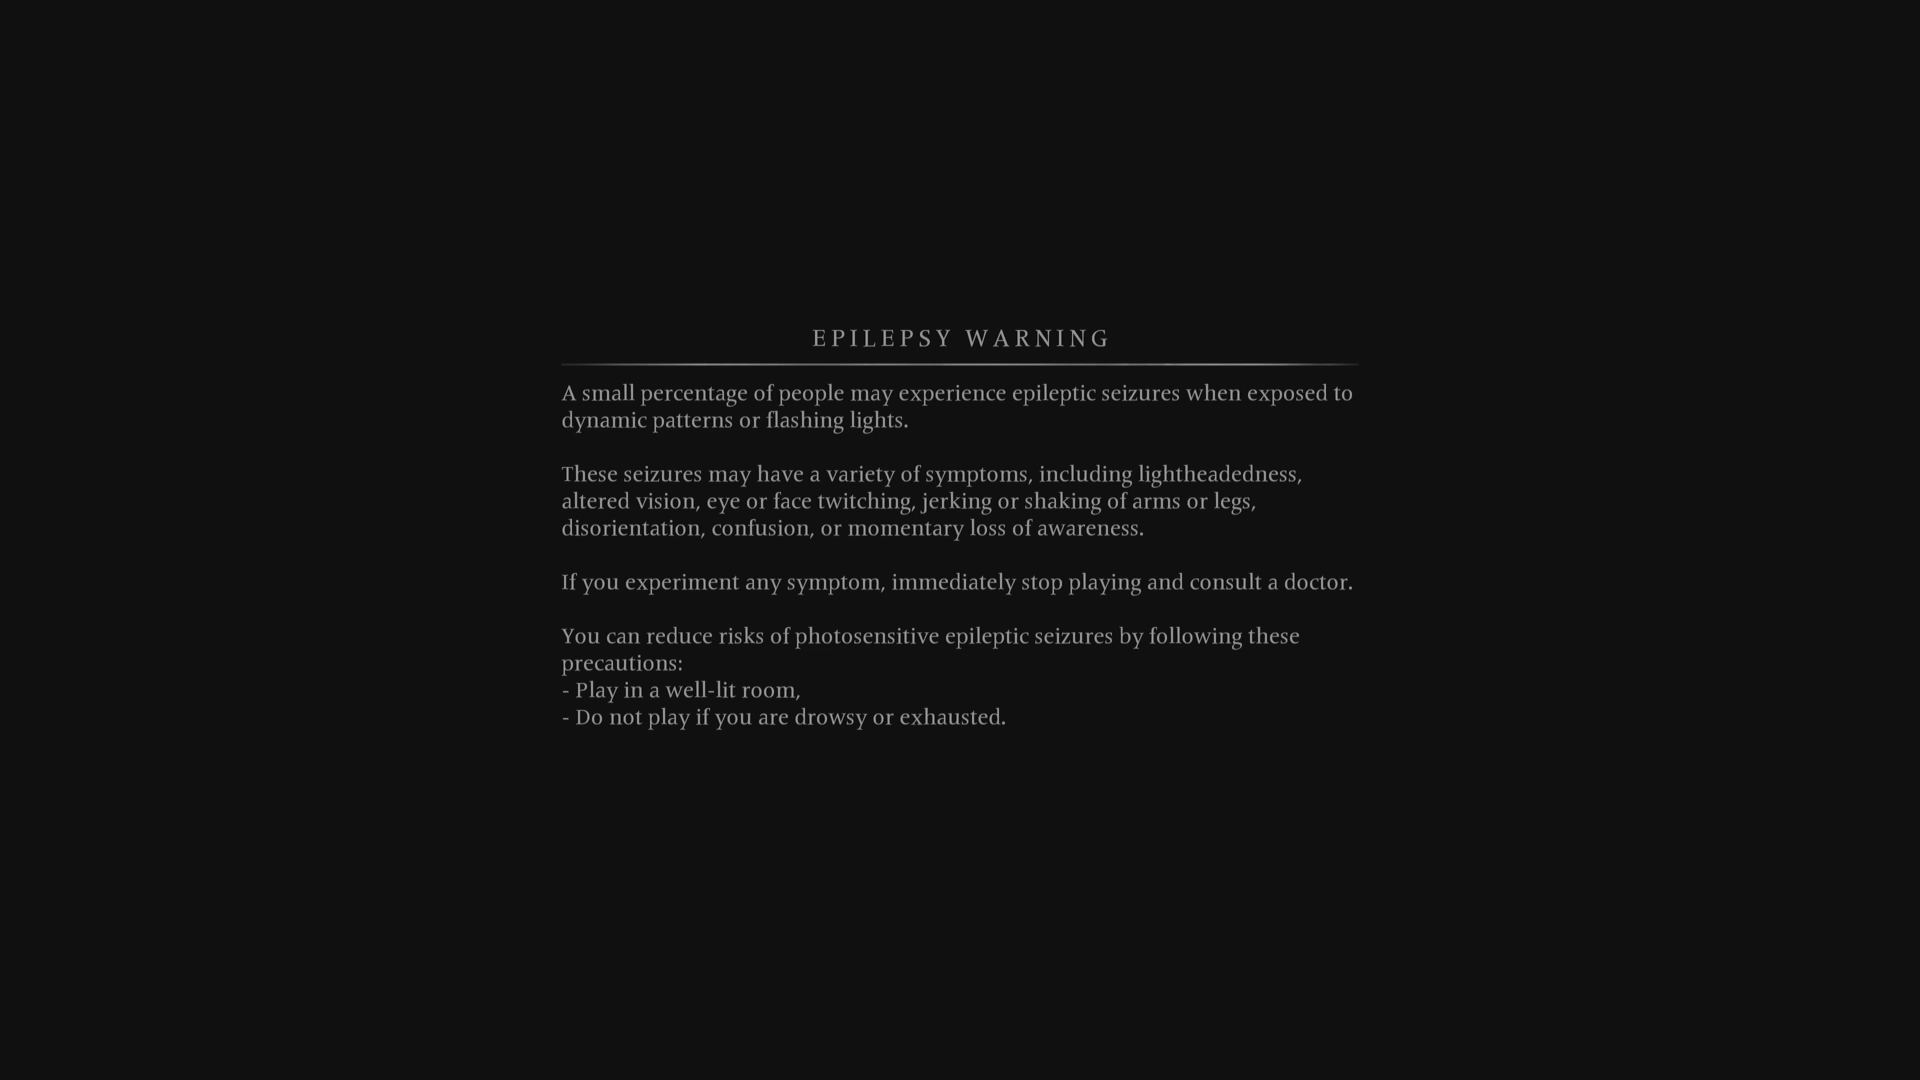 EPILEPSY WARNING
A small percentage of people may experience epileptic seizures when exposed to
dynamic patterns or flashing lights.
These seizures may have a variety of symptoms, including lightheadedness,
altered vision, eye or face twitching, jerking or shaking of arms or legs,
disorientation, confusion, or momentary loss of awareness.
If you experiment any symptom, immediately stop playing and consult a doctor.
You can reduce risks of photosensitive epileptic seizures by following these
precautions:
- Play in a well-lit room,
- Do not play if you are drowsy or exhausted.